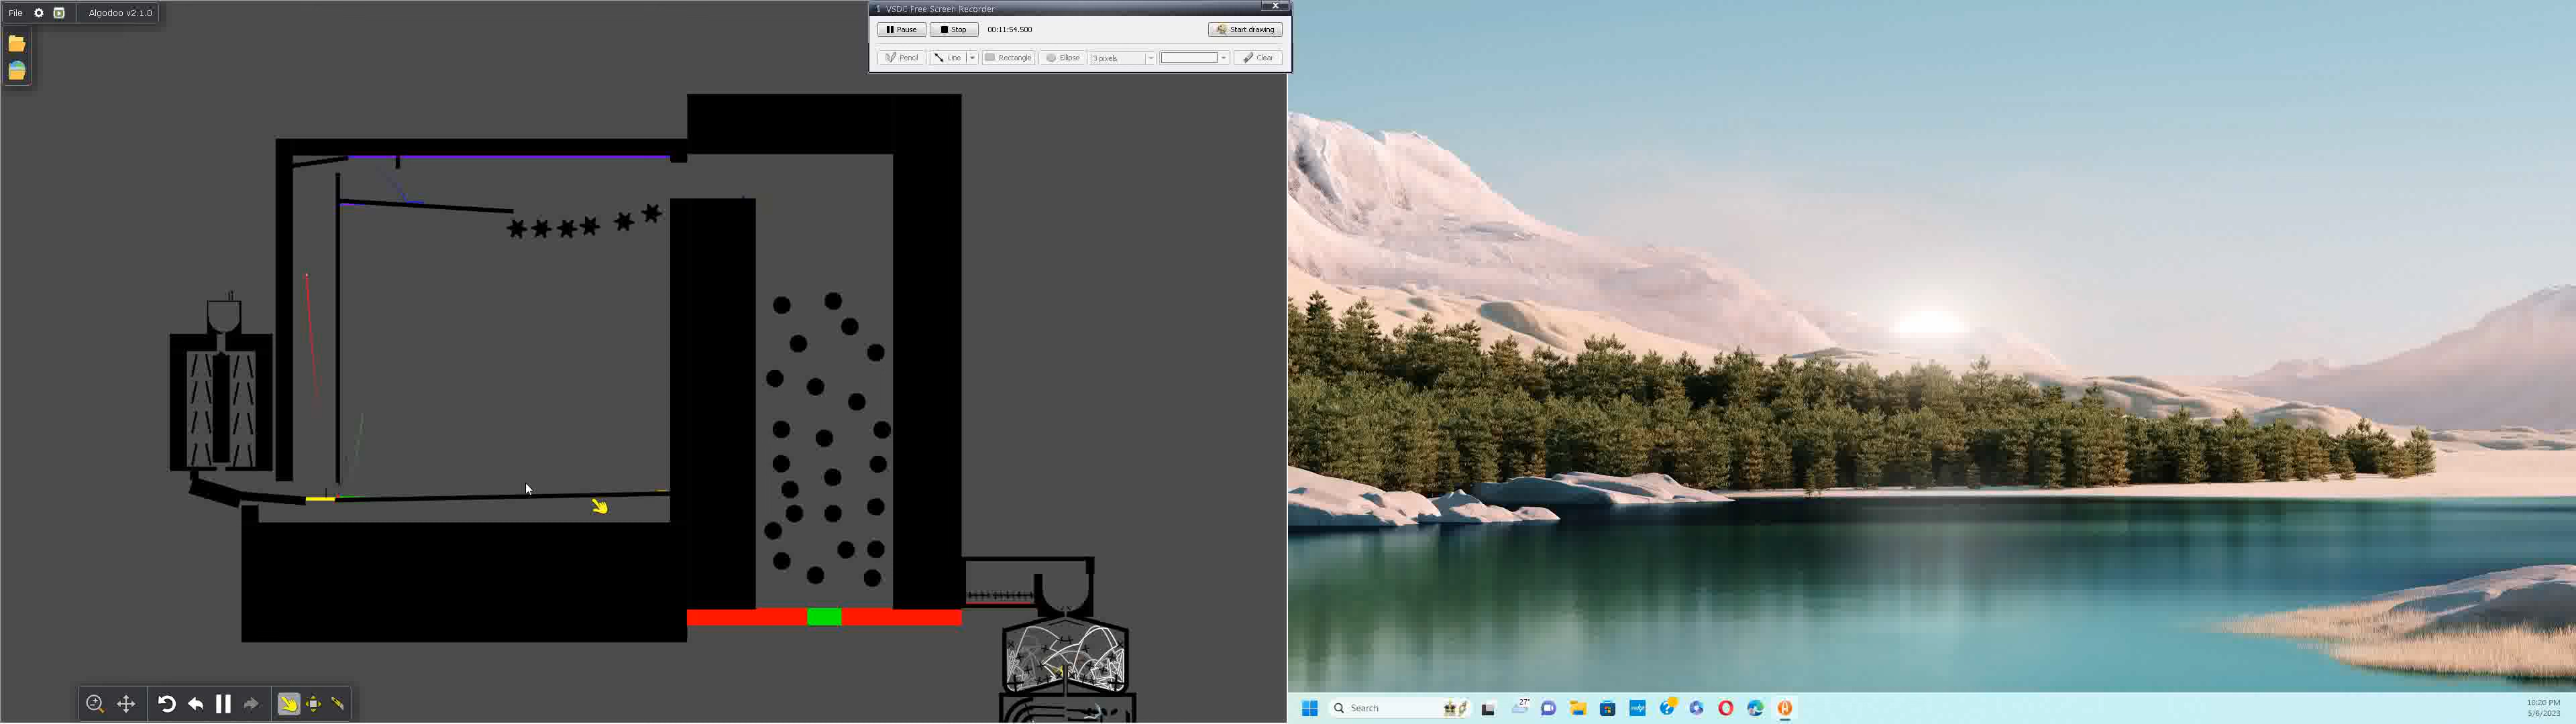 File
Algodoo v2.1.0
VSDC Free Screen Recorder
Pause
Stop
00:11:54.500
Start drawing
Pencil
Line
Rectangle
Ellipse
3 pixels
Clear
Search
27°
10:20 PM
5/6/2023